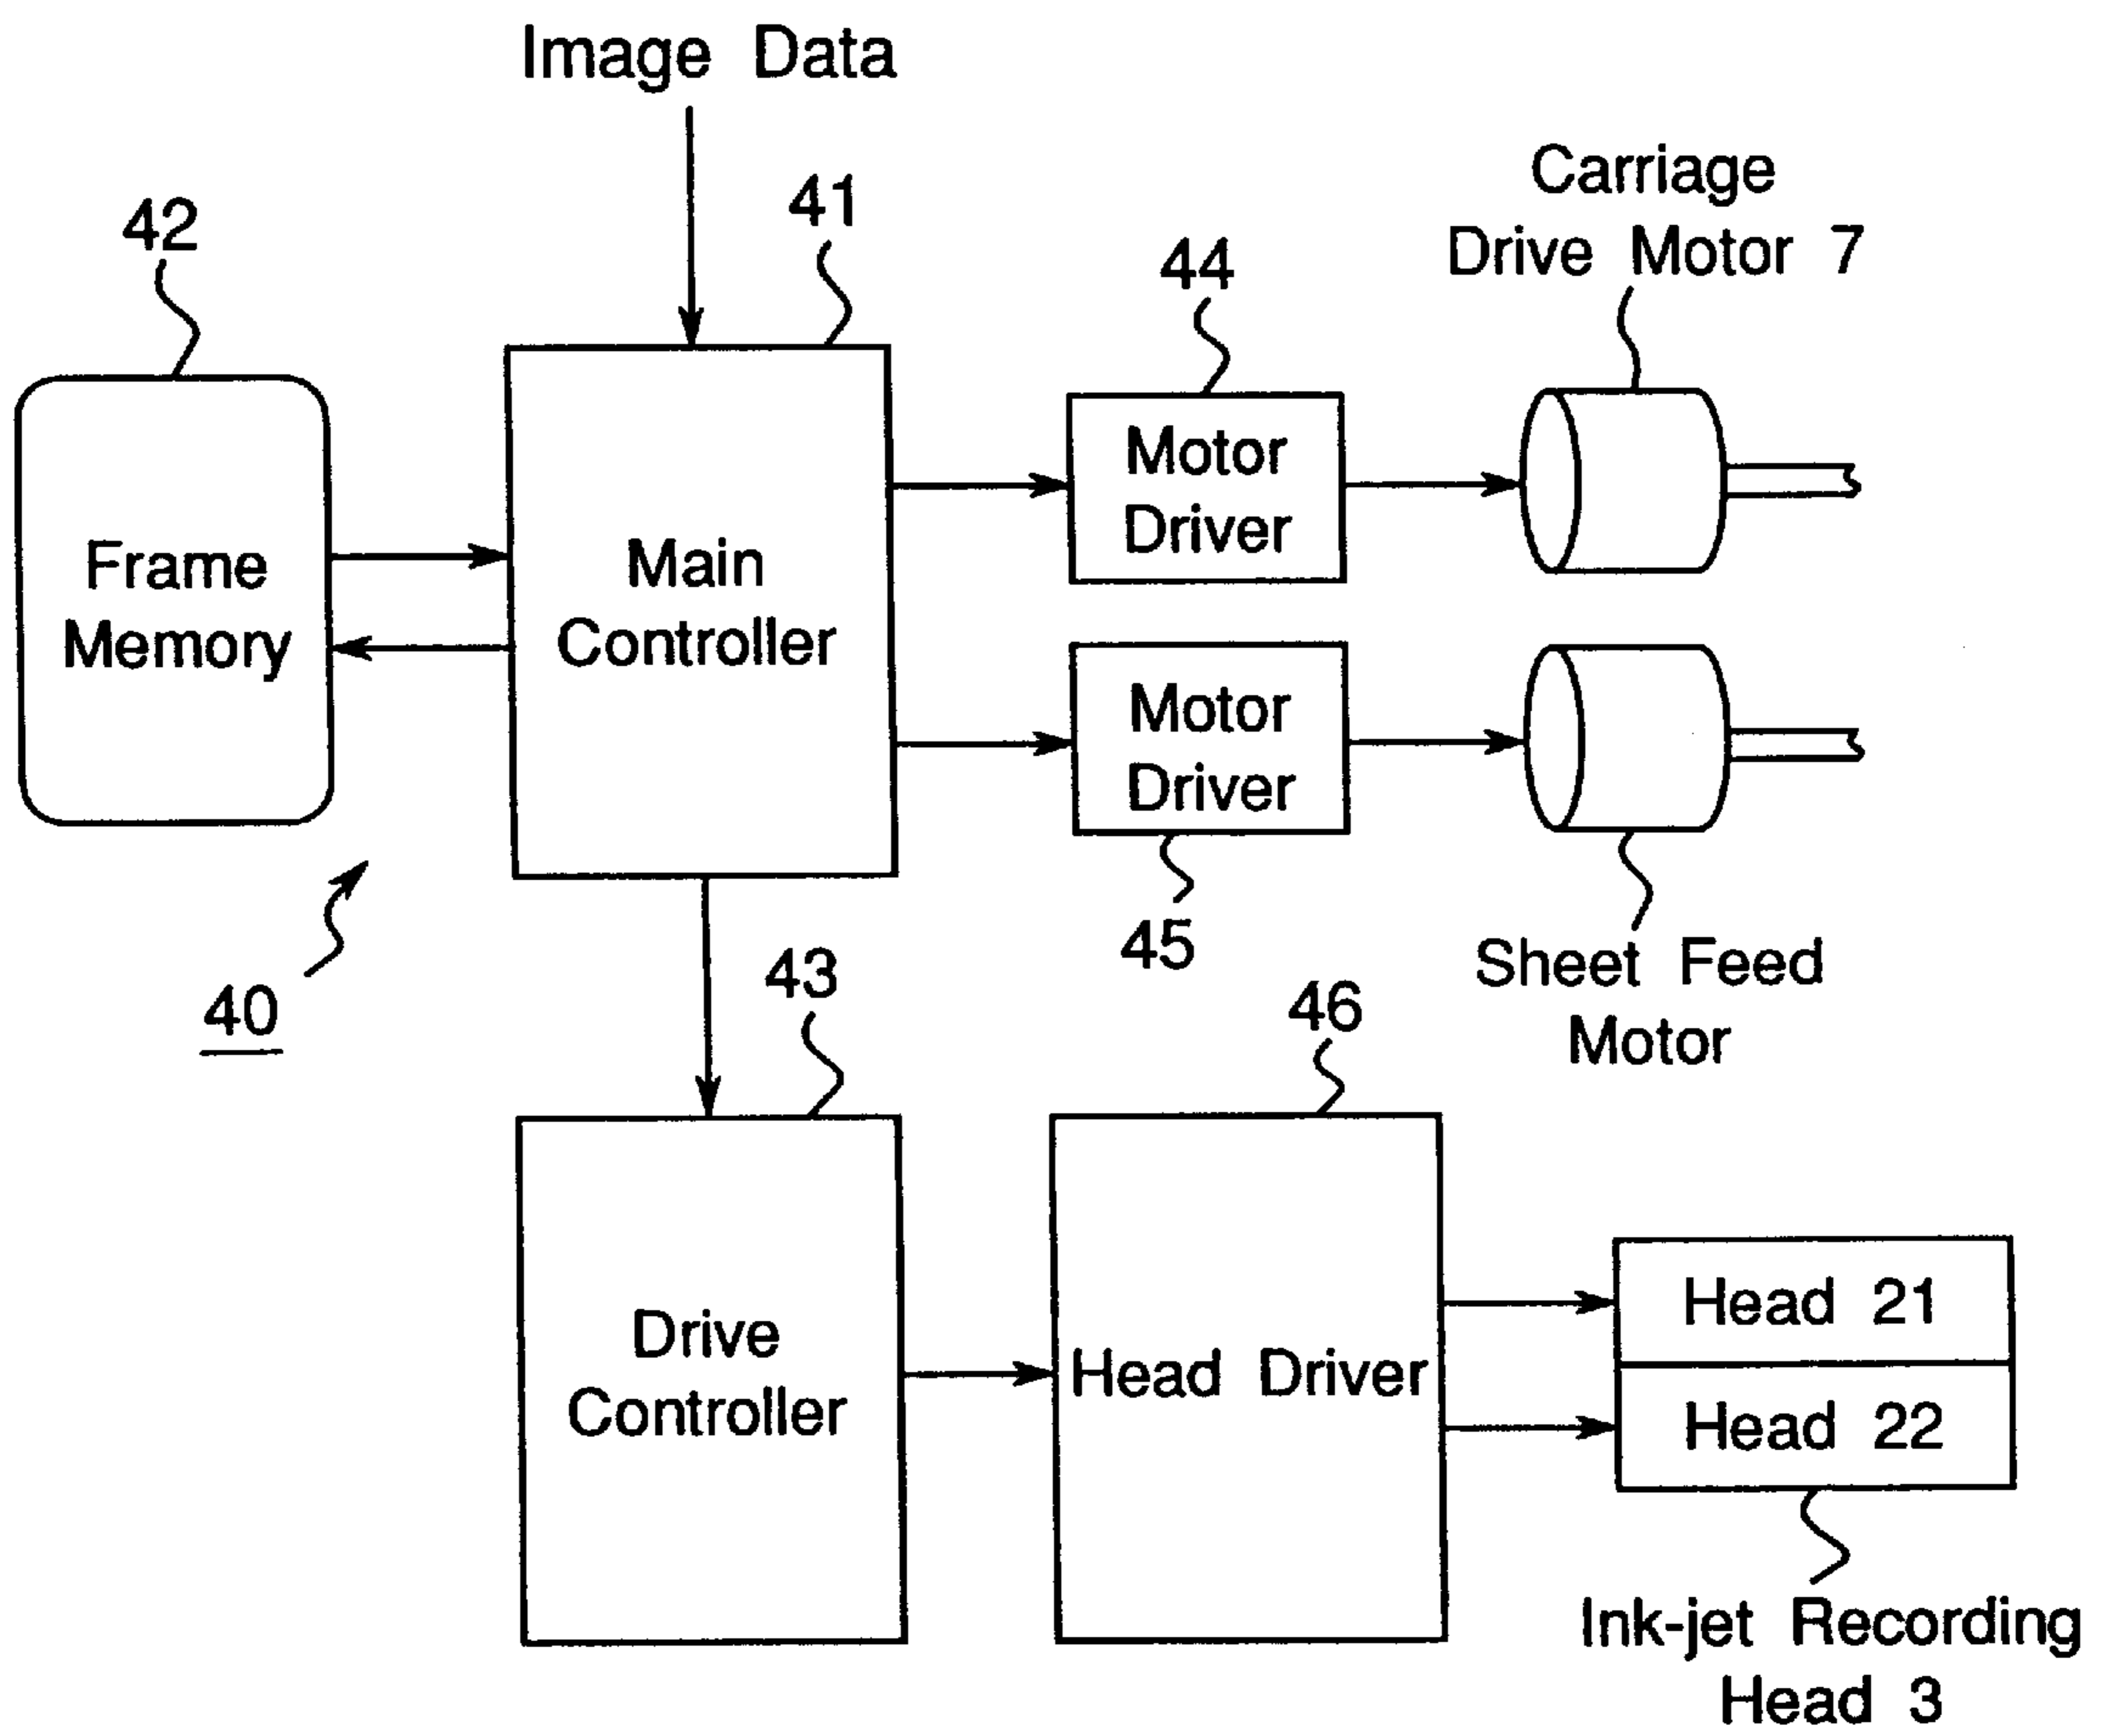 Image Data
41
42
44
Carriage
Drive Motor 7
Frame
Memory
Main
Controller
Motor
Driver
Motor
Driver
45
Sheet Feed
Motor
40
43
46
Drive
Controller
Head Driver
Head 21
Head 22
Ink-jet Recording
Head 3